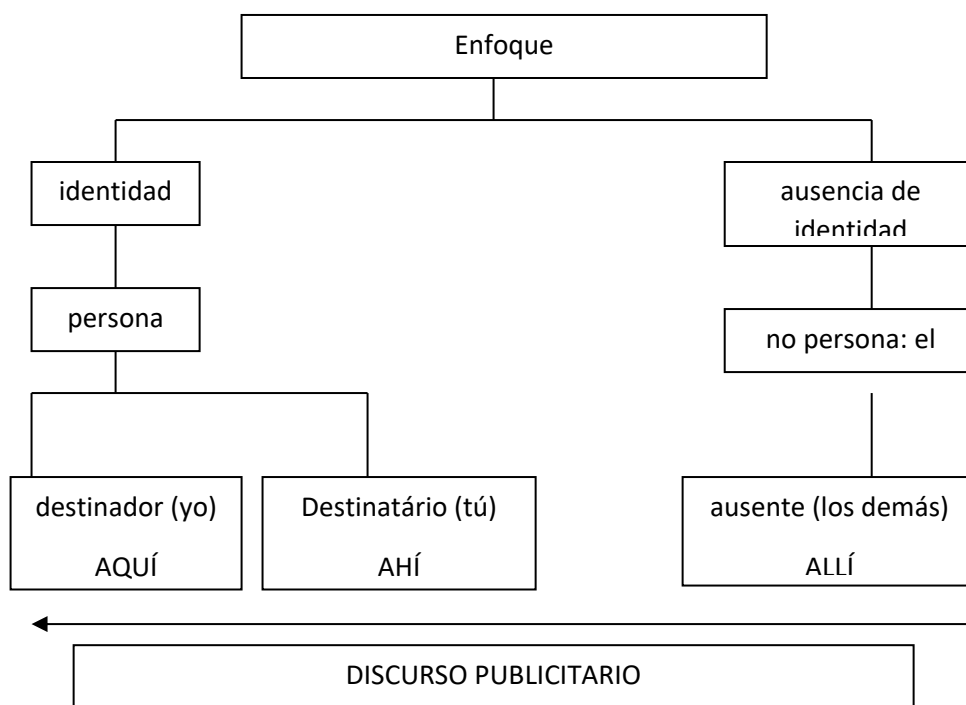 Enfoque
identidad
ausencia de
identidad
persona
no persona: el
destinador (yo)
AQUÍ
Destinatário (tú)
AHÍ
ausente (los demás)
ALLÍ
DISCURSO PUBLICITARIO